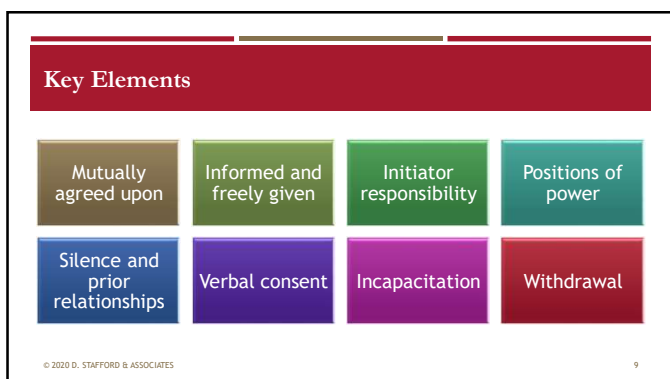 Key Elements
Mutually
agreed upon
Informed and
freely given
Initiator
responsibility
Positions of
power
Silence and
prior
relationships
Verbal consent
Incapacitation
Withdrawal
© 2020 D. STAFFORD & ASSOCIATES
9